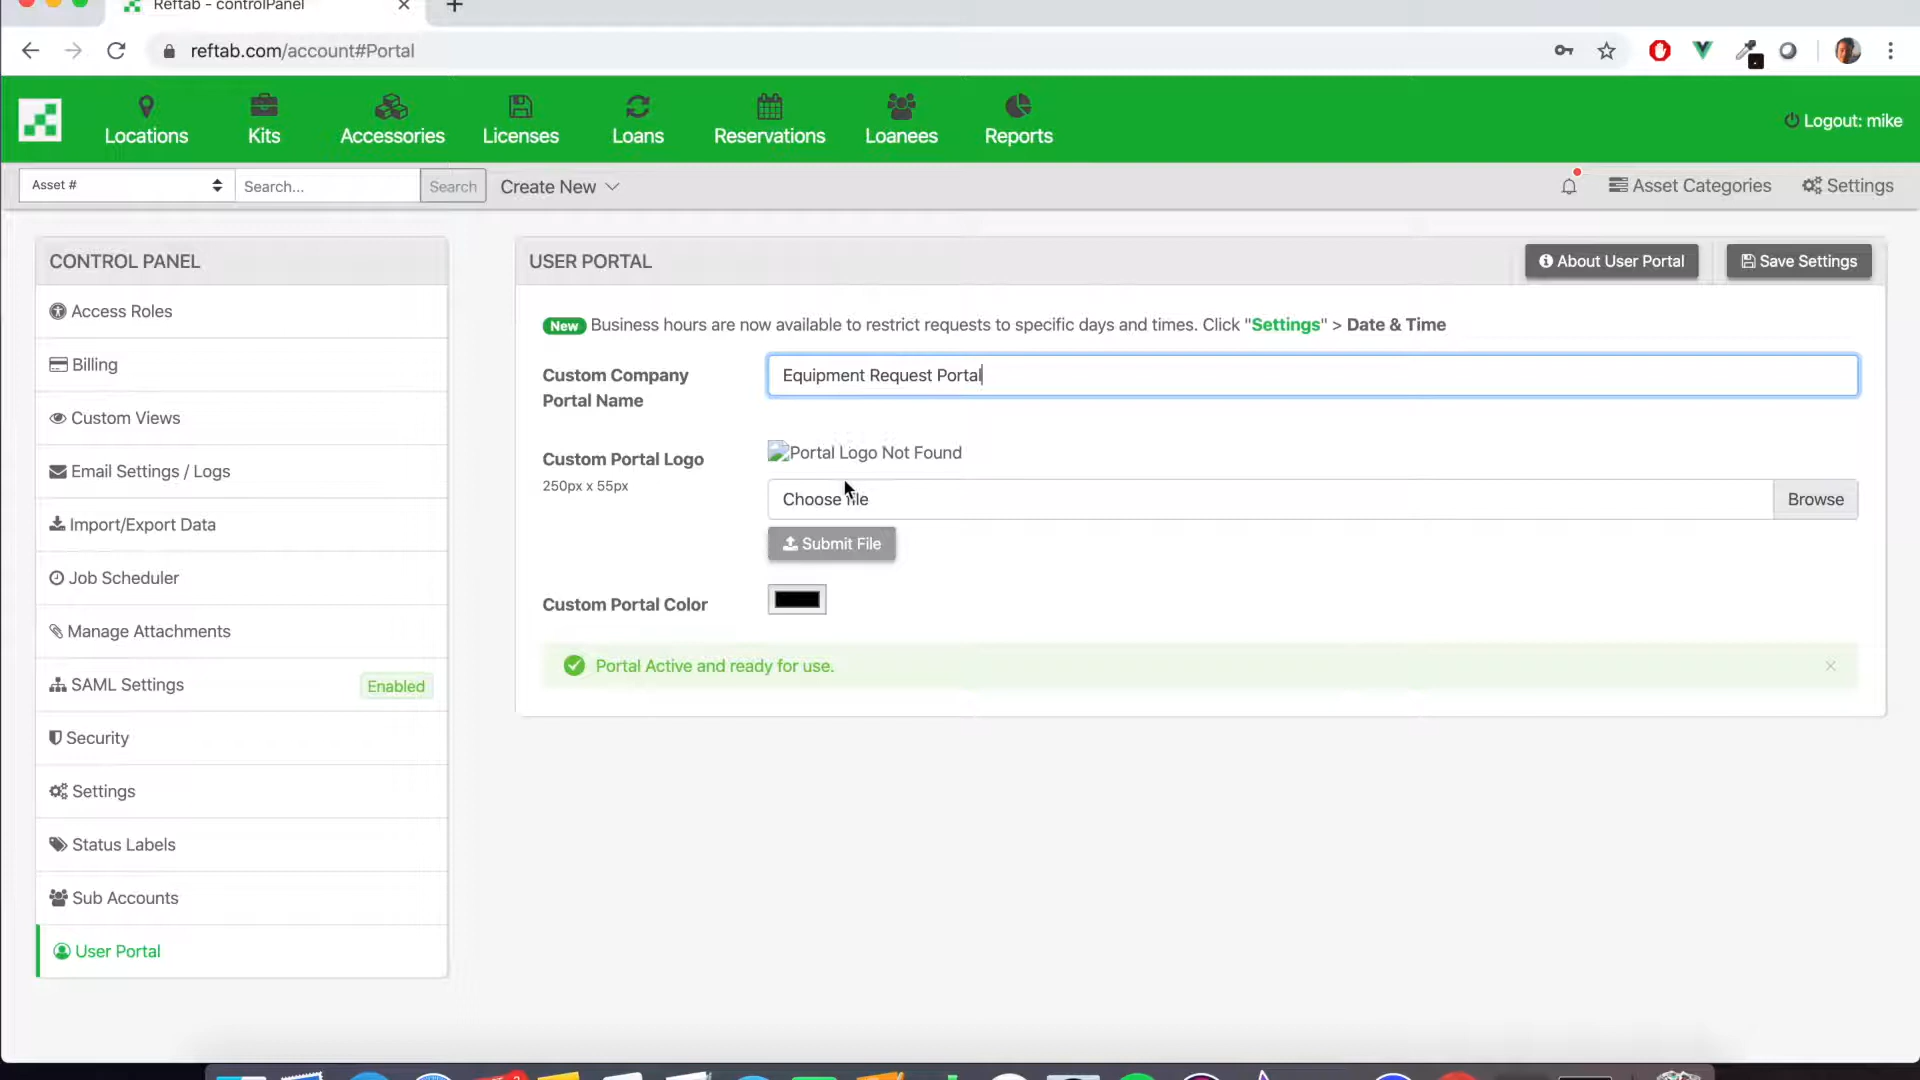 Reftab - controlPanel
reftab.com/account#Portal
Locations
Kits
Accessories
Licenses
Loans
Reservations
Loanees
Reports
Logout: mike
Asset #
Search...
Search
Create New
Asset Categories
Settings
CONTROL PANEL
Access Roles
Billing
Custom Views
Email Settings / Logs
Import/Export Data
Job Scheduler
Manage Attachments
SAML Settings
Enabled
Security
Settings
Status Labels
Sub Accounts
User Portal
USER PORTAL
About User Portal
Save Settings
New Business hours are now available to restrict requests to specific days and times. Click "Settings" > Date & Time
Custom Company
Portal Name
Equipment Request Portal
Custom Portal Logo
250px x 55px
Portal Logo Not Found
Choose file
Browse
Submit File
Custom Portal Color
Portal Active and ready for use.